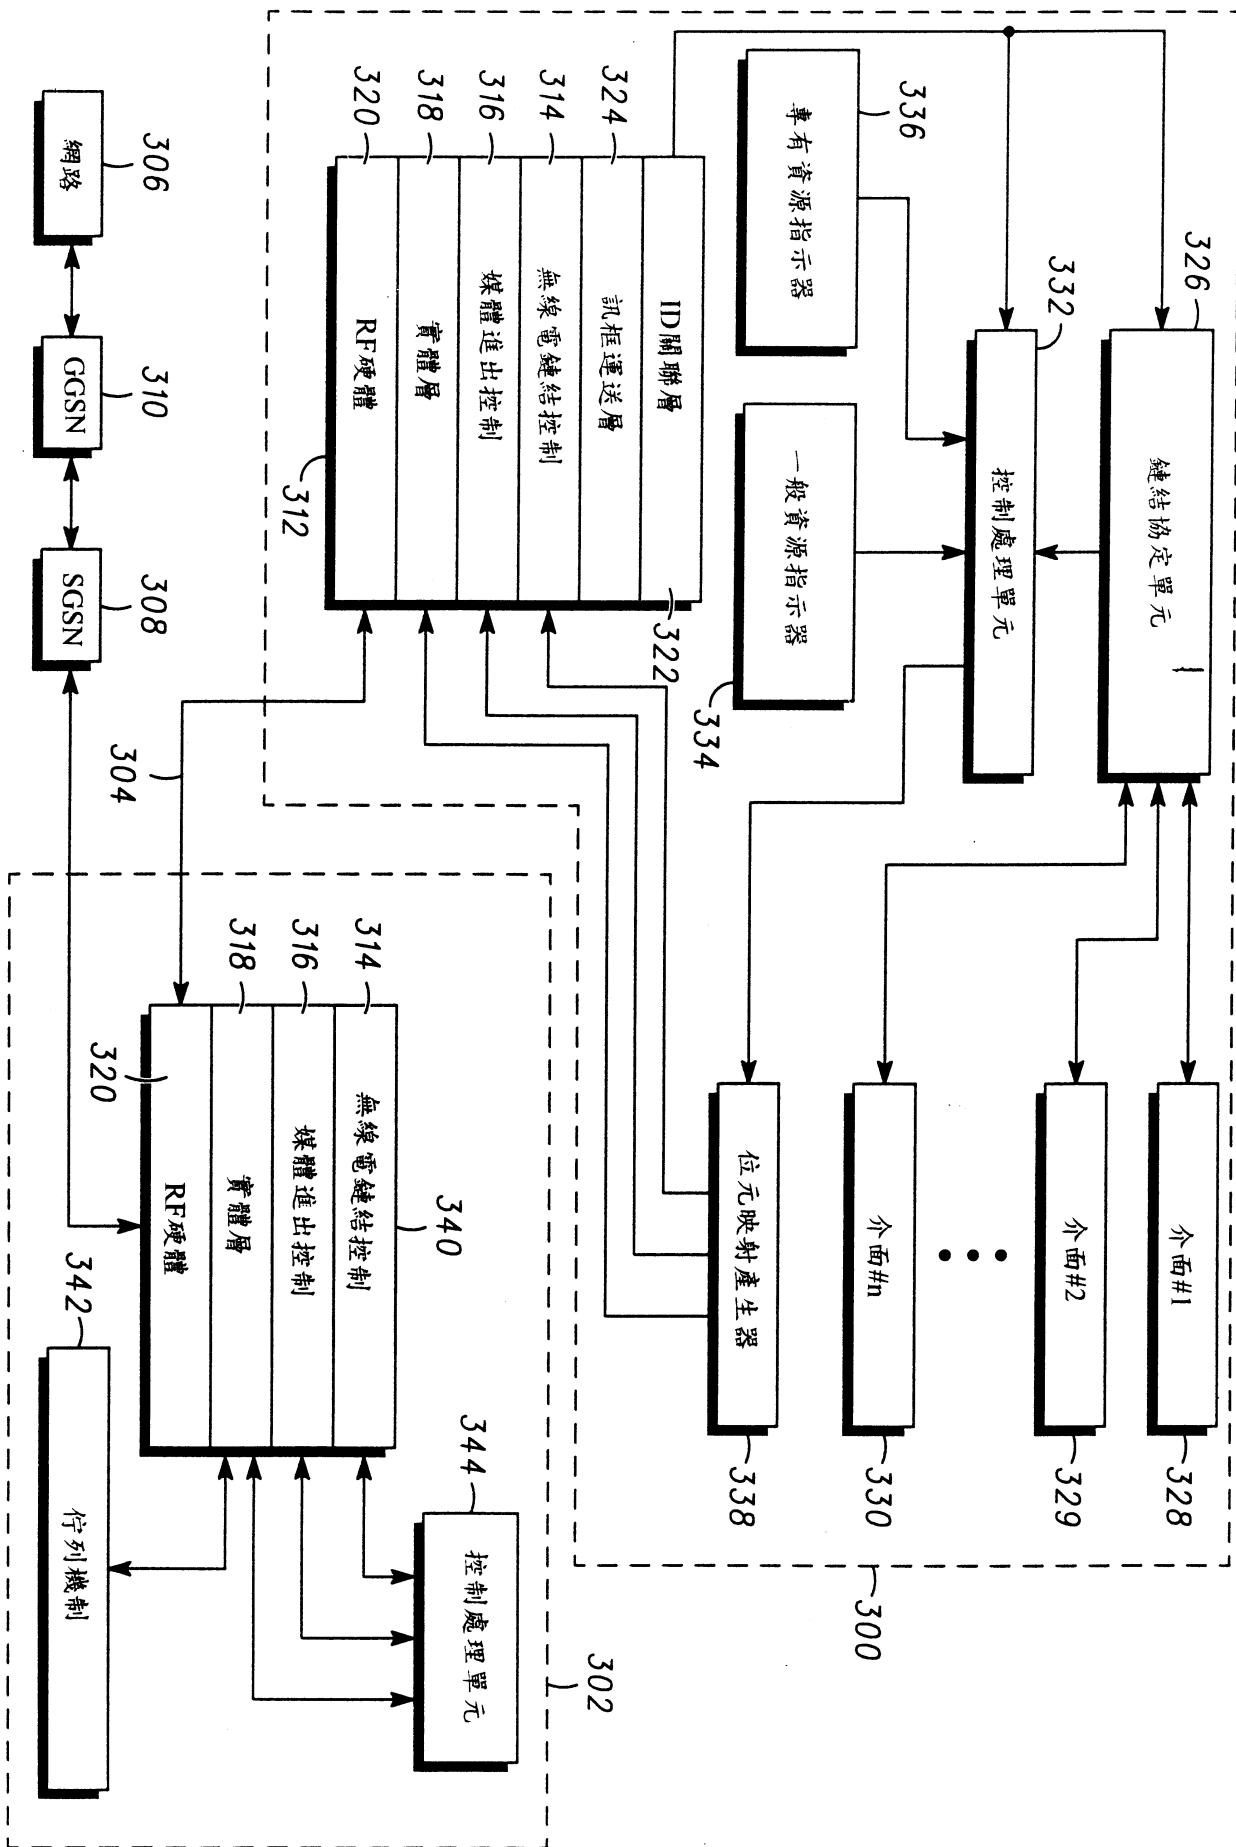 326
鏈結協定單元
332
控制處理單元
336
專有資源指示器
一般資源指示器
334
ID關聯層
322
324
訊框運送層
314
無線電鏈結控制
316
媒體進出控制
318
實體層
320
RF硬體
312
介面#1
328
介面#2
329
介面#n
330
位元映射產生器
338
300
304
306
網路
310
GGSN
308
SGSN
302
344
控制處理單元
340
314
無線電鏈結控制
316
媒體進出控制
318
實體層
320
RF硬體
342
佇列機制